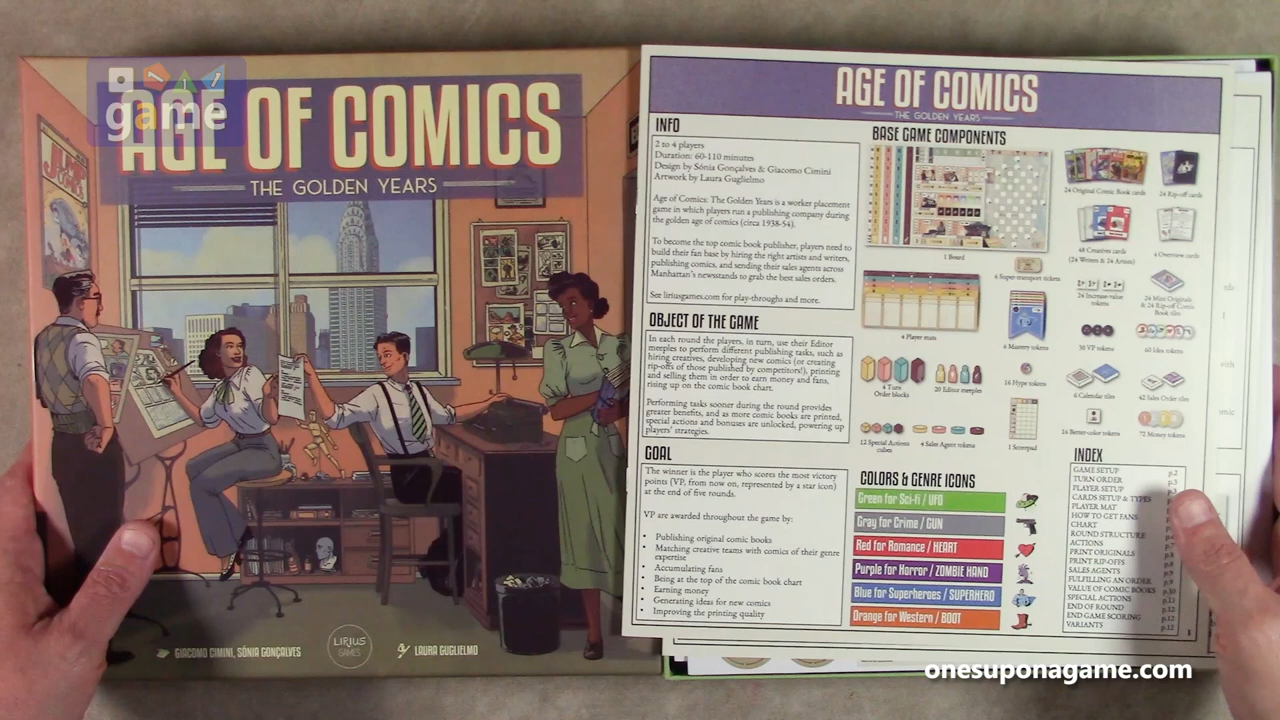 game
AGE OF COMICS
THE GOLDEN YEARS
GIACOMO CIMINI, SÓNIA GONÇALVES
LIRIUS
GAMES
LAURA GUGLIELMO
AGE OF COMICS
THE GOLDEN YEARS
INFO
2 to 4 players
Duration: 60-110 minutes
Design by Sónia Gonçalves & Giacomo Cimini
Artwork by Laura Guglielmo
Age of Comics: The Golden Years is a worker placement
game in which players run a publishing company during
the golden age of comics (circa 1938-54).
To become the top comic book publisher, players need to
build their fan base by hiring the right artists and writers,
publishing comics, and sending their sales agents across
Manhattan's newsstands to grab the best sales orders.
See liriusgames.com for play-throughs and more.
OBJECT OF THE GAME
In each round the players, in turn, use their Editor
meeples to perform different publishing tasks, such as
hiring creatives, developing new comics (or creating
rip-offs of those published by competitors!), printing
and selling them in order to earn money and fans,
rising up on the comic book chart.
Performing tasks sooner during the round provides
greater benefits, and as more comic books are printed,
special actions and bonuses are unlocked, powering up
players' strategies.
GOAL
The winner is the player who scores the most victory
points (VP, from now on, represented by a star icon)
at the end of five rounds.
VP are awarded throughout the game by:
• Publishing original comic books
• Matching creative teams with comics of their genre
expertise
• Accumulating fans
• Being at the top of the comic book chart
• Earning money
• Generating ideas for new comics
• Improving the printing quality
BASE GAME COMPONENTS
1 Board
24 Original Comic Book cards
24 Rip-off cards
48 Creatives cards
(24 Writers & 24 Artists)
4 Overview cards
6 Super-transport tickets
24 Increase-value
tokens
24 Mini Originals
& 24 Rip-off Comic
Book tiles
4 Player mats
6 Mastery tokens
30 VP tokens
60 Idea tokens
4 Turn
Order blocks
20 Editor meeples
16 Hype tokens
6 Calendar tiles
42 Sales Order tiles
12 Special Actions
cubes
4 Sales Agent tokens
1 Scorepad
16 Better-color tokens
72 Money tokens
COLORS & GENRE ICONS
Green for Sci-fi / UFO
Gray for Crime / GUN
Red for Romance / HEART
Purple for Horror / ZOMBIE HAND
Blue for Superheroes / SUPERHERO
Orange for Western / BOOT
INDEX
GAME SETUP p.2
TURN ORDER
PLAYER SETUP
CARDS SETUP & TYPES
PLAYER MAT
HOW TO GET FANS
CHART
ROUND STRUCTURE
ACTIONS
PRINT ORIGINALS
PRINT RIP-OFFS
SALES AGENTS
FULFILLING AN ORDER
VALUE OF COMIC BOOKS
SPECIAL ACTIONS
END OF ROUND
END GAME SCORING p.12
VARIANTS p.12
1
onesuponagame.com